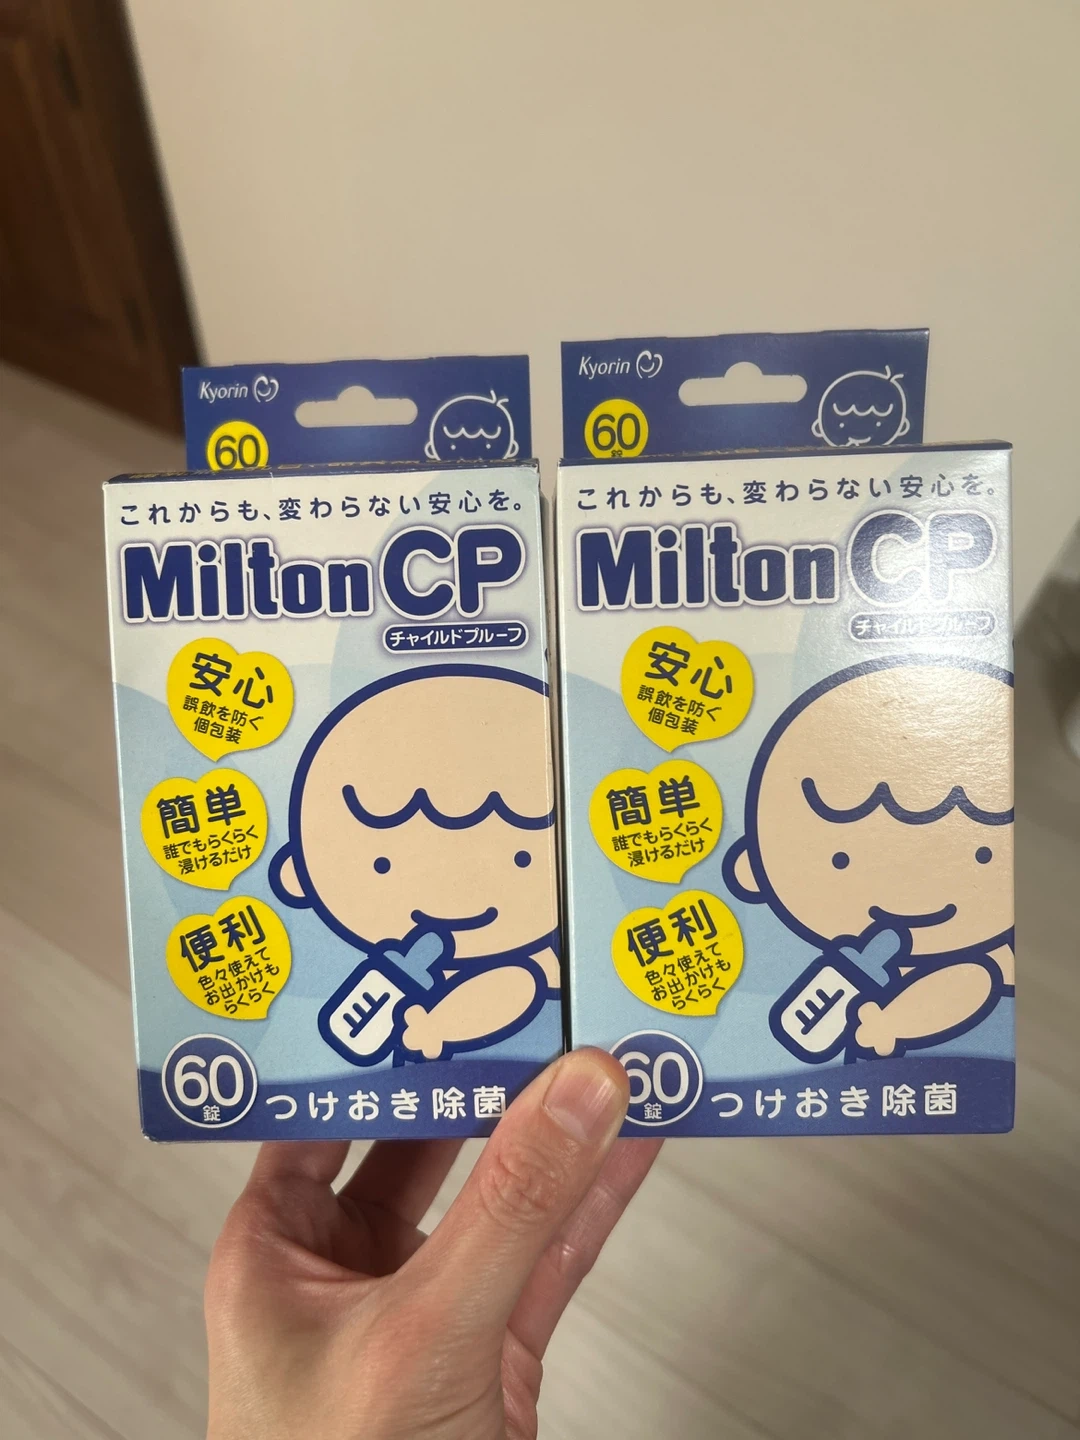 Kyorin
60
これからも、変わらない安心を。
Milton CP
チャイルドプルーフ
安心
誤飲を防ぐ
個包装
簡単
誰でもらくらく
浸けるだけ
便利
色々使えて
お出かけも
らくらく
60
錠
つけおき除菌
Kyorin
60
錠
これからも、変わらない安心を。
Milton CP
チャイルドプルーフ
安心
誤飲を防ぐ
個包装
簡単
誰でもらくらく
浸けるだけ
便利
色々使えて
お出かけも
らくらく
60
錠
つけおき除菌